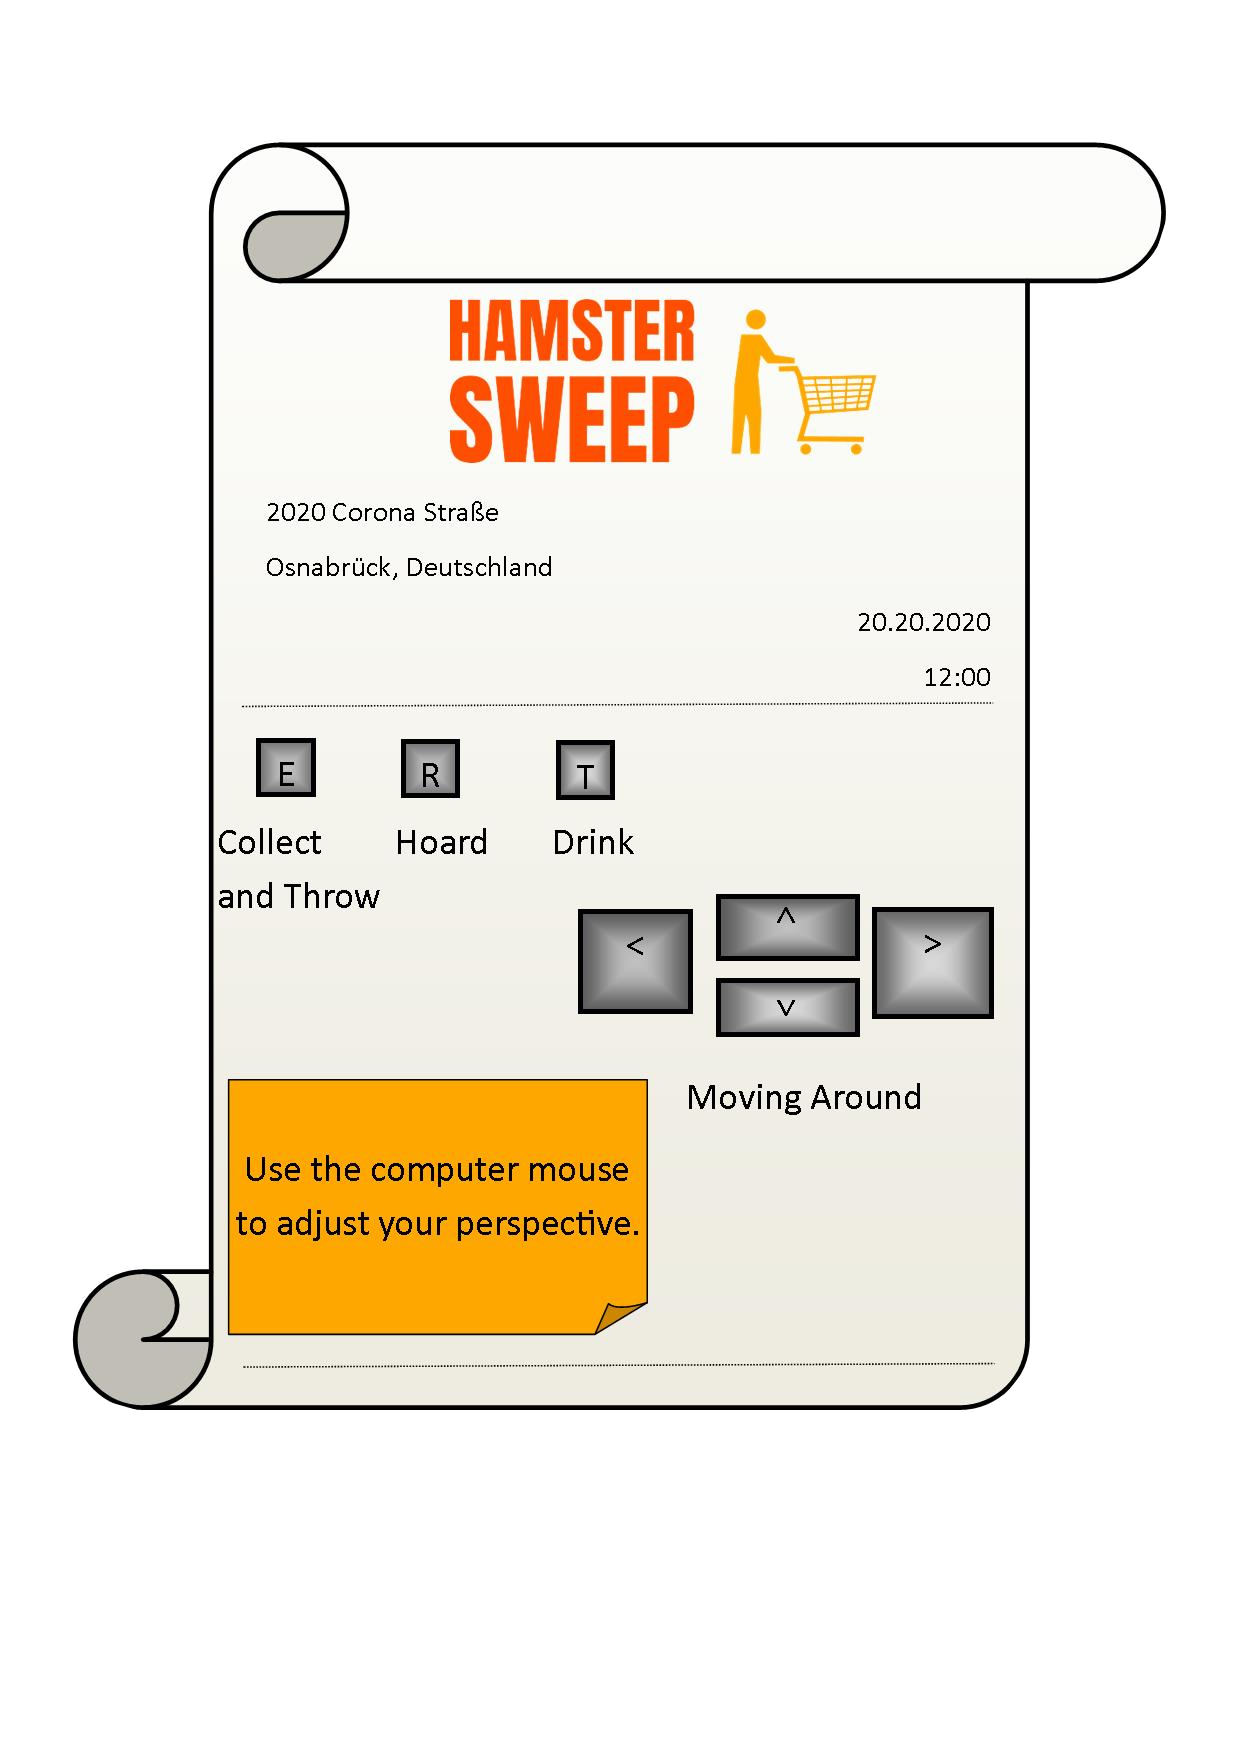 HAMSTER
SWEEP
2020 Corona Straße
Osnabrück, Deutschland
20.20.2020
12:00
E R T
Collect Hoard Drink
and Throw
< ^ >
v
Moving Around
Use the computer mouse
to adjust your perspective.